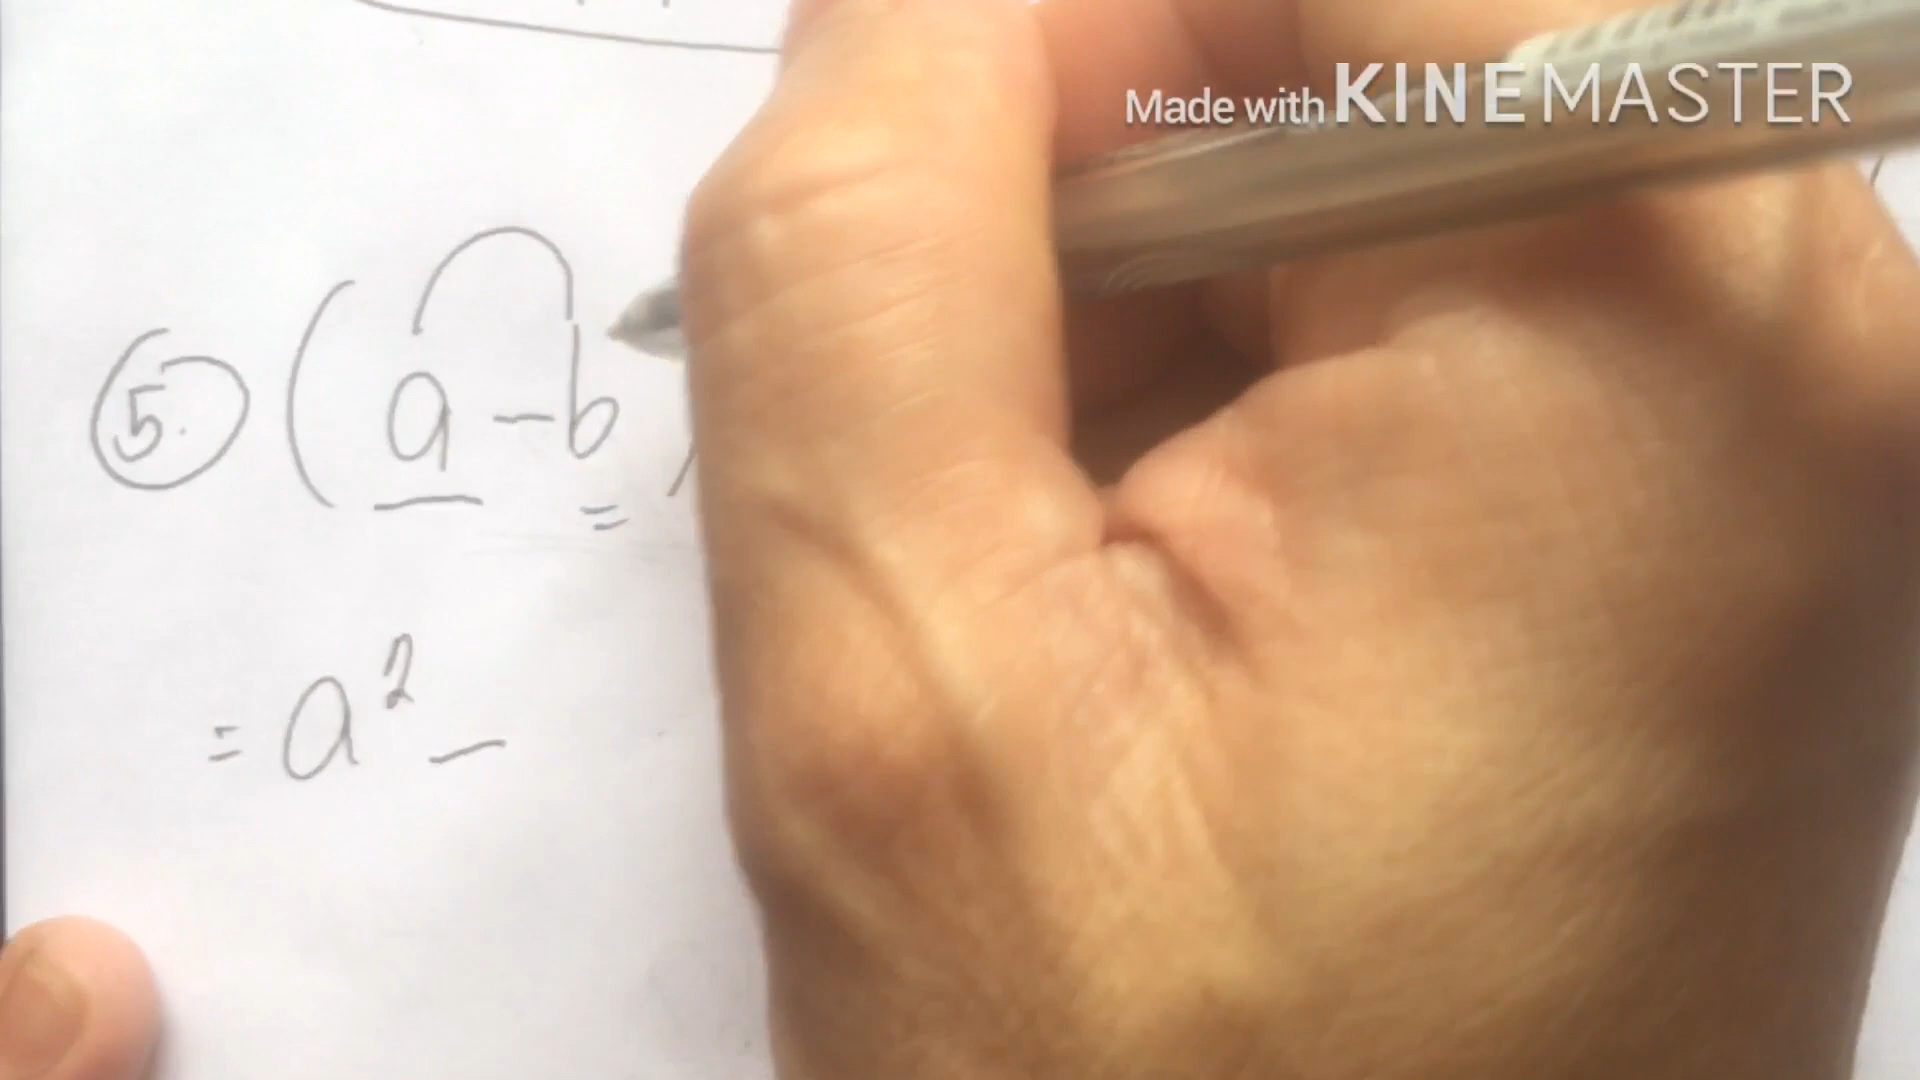 Made with KINEMASTER
5. (a-b)
= a² -